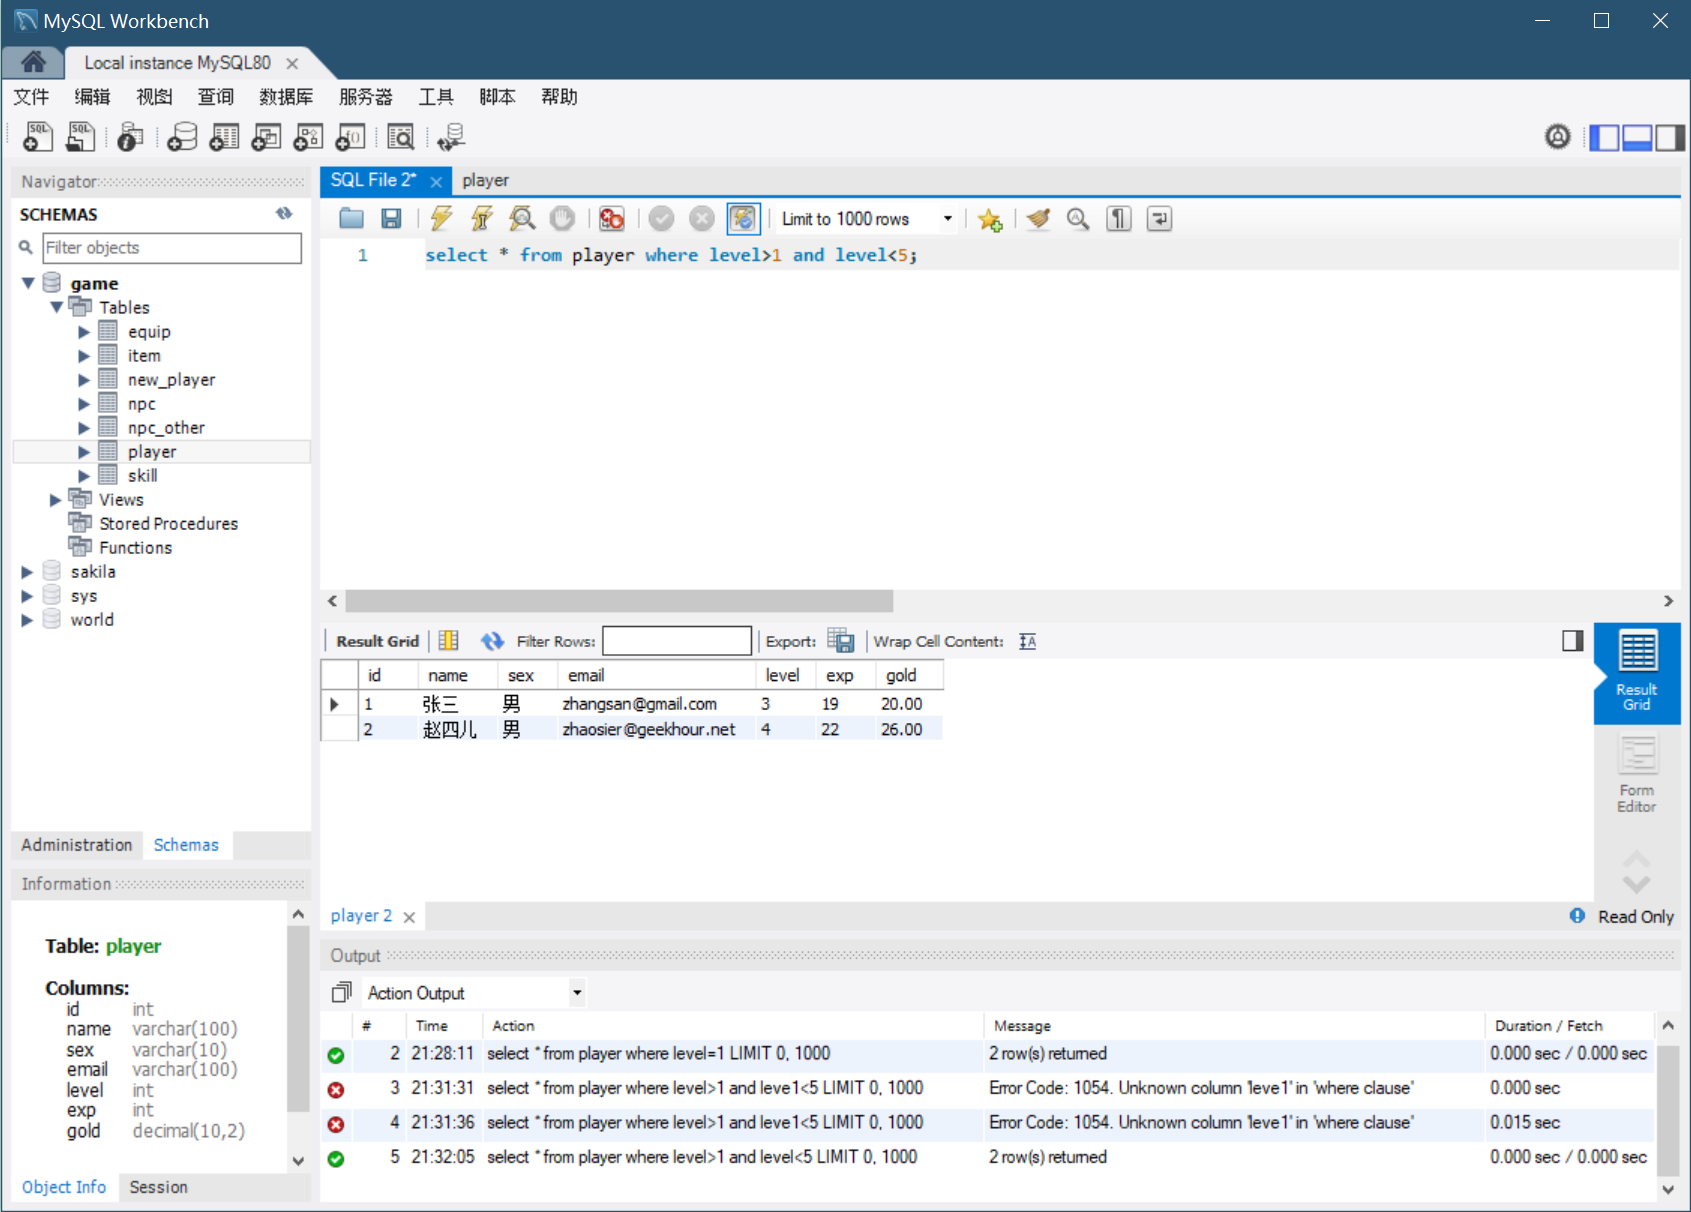 MySQL Workbench
Local instance MySQL80
文件 编辑 视图 查询 数据库 服务器 工具 脚本 帮助
Navigator
SCHEMAS
Filter objects
game
Tables
equip
item
new_player
npc
npc_other
player
skill
Views
Stored Procedures
Functions
sakila
sys
world
Administration Schemas
Information
Table: player
Columns:
id int
name varchar(100)
sex varchar(10)
email varchar(100)
level int
exp int
gold decimal(10,2)
Object Info Session
SQL File 2* player
Limit to 1000 rows
1 select * from player where level>1 and level<5;
Result Grid Filter Rows: Export: Wrap Cell Content:
id name sex email level exp gold
1 张三 男 zhangsan@gmail.com 3 19 20.00
2 赵四儿 男 zhaosier@geekhour.net 4 22 26.00
Result
Grid
Form
Editor
player 2 Read Only
Output
Action Output
# Time Action Message Duration / Fetch
2 21:28:11 select * from player where level=1 LIMIT 0, 1000 2 row(s) returned 0.000 sec / 0.000 sec
3 21:31:31 select * from player where level>1 and leve1<5 LIMIT 0, 1000 Error Code: 1054. Unknown column 'leve1' in 'where clause' 0.000 sec
4 21:31:36 select * from player where level>1 and leve1<5 LIMIT 0, 1000 Error Code: 1054. Unknown column 'leve1' in 'where clause' 0.015 sec
5 21:32:05 select * from player where level>1 and level<5 LIMIT 0, 1000 2 row(s) returned 0.000 sec / 0.000 sec